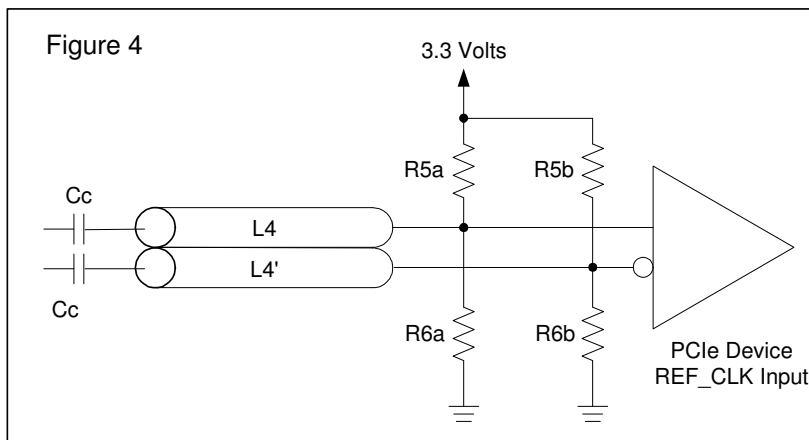 Figure 4
3.3 Volts
R5a
R5b
Cc
L4
L4'
Cc
R6a
R6b
PCIe Device
REF_CLK Input